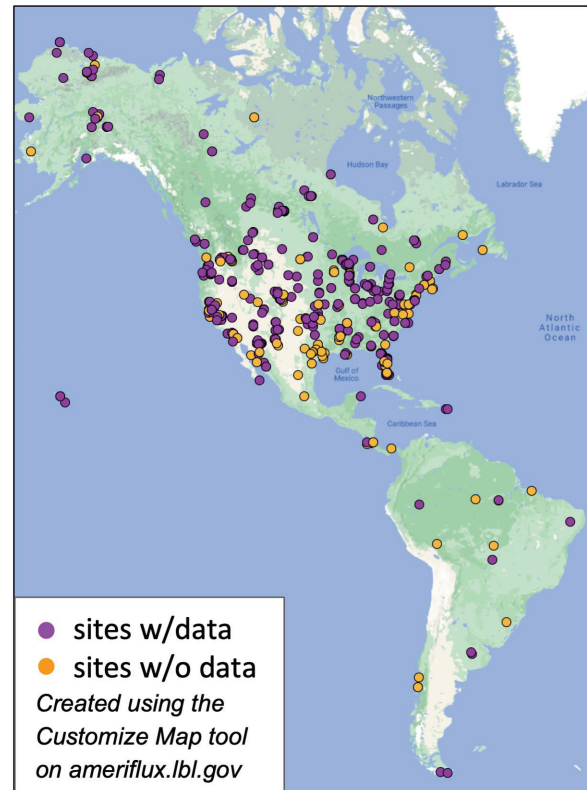 Northwestern
Passages
Hudson Bay
Labrador Sea
North
Atlantic
Ocean
Gulf of
Mexico
Caribbean Sea
sites w/data
sites w/o data
Created using the
Customize Map tool
on ameriflux.lbl.gov